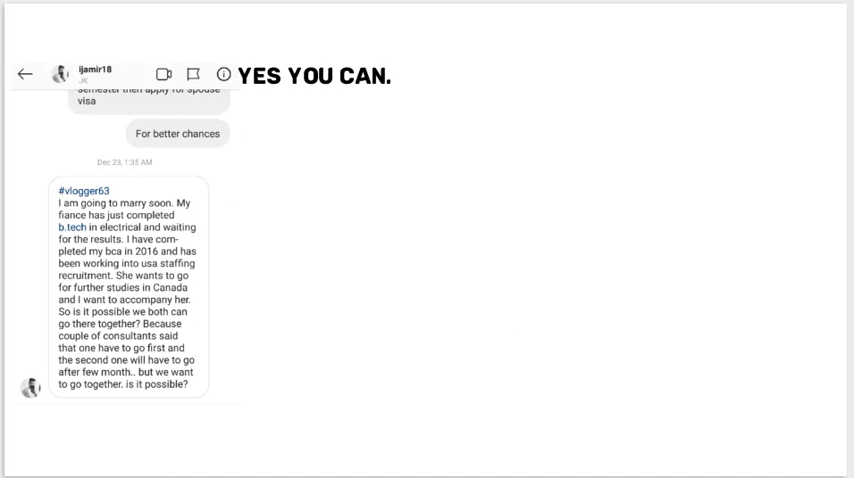 ijamir18
JK
YES YOU CAN.
semester then apply for spouse
visa
For better chances
Dec 23, 1:35 AM
#vlogger63
I am going to marry soon. My
fiance has just completed
b.tech in electrical and waiting
for the results. I have com-
pleted my bca in 2016 and has
been working into usa staffing
recruitment. She wants to go
for further studies in Canada
and I want to accompany her.
So is it possible we both can
go there together? Because
couple of consultants said
that one have to go first and
the second one will have to go
after few month.. but we want
to go together. is it possible?